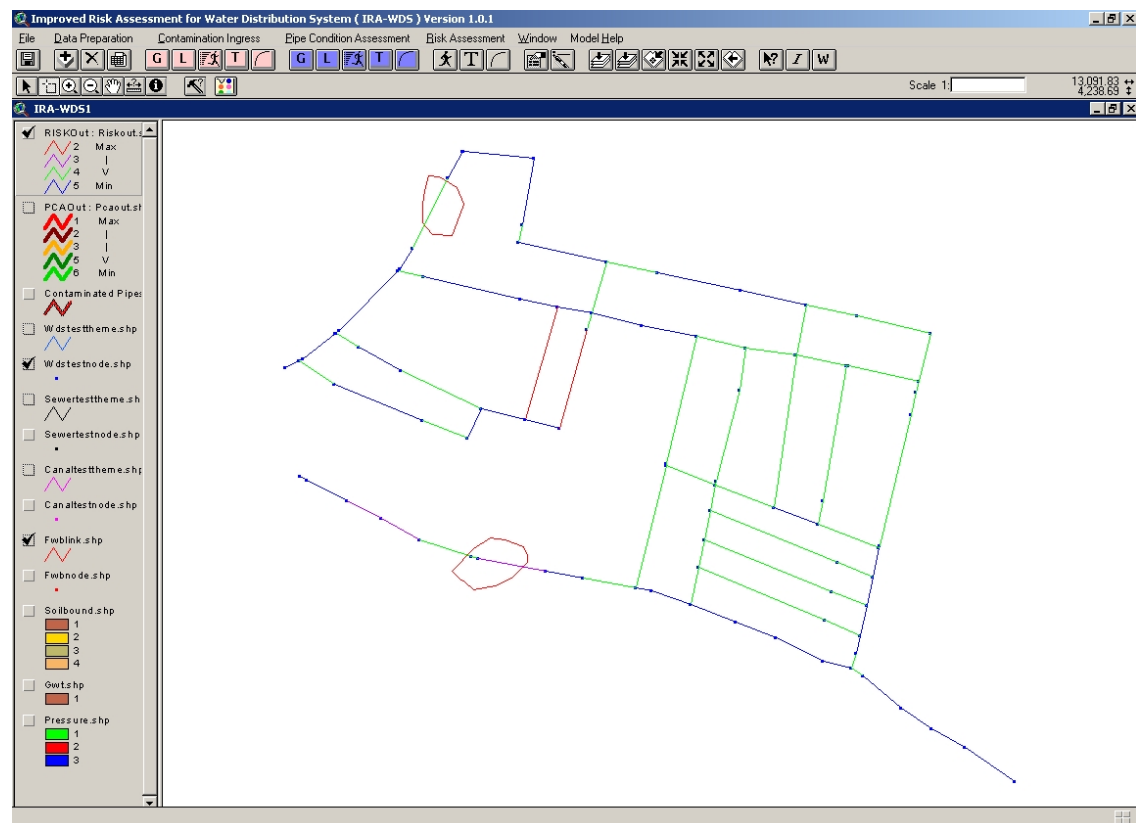 Improved Risk Assessment for Water Distribution System ( IRA-WDS ) Version 1.0.1
File Data Preparation Contamination Ingress Pipe Condition Assessment Risk Assessment Window Model Help
G L T G L T T I W
Scale 1: 13,091.83
4,238.69
IRA-WDS1
RISKOut : Riskout.s
2 Max
3 |
4 V
5 Min
PCAOut : Pcaout.sh
1 Max
2 |
3 |
5 V
6 Min
Contaminated Pipes
Wdstesttheme.shp
Wdstestnode.shp
Sewertesttheme.sh
Sewertestnode.shp
Canaltesttheme.shp
Canaltestnode.shp
Fwblink.shp
Fwbnode.shp
Soilbound.shp
1
2
3
4
Gwt.shp
1
Pressure.shp
1
2
3